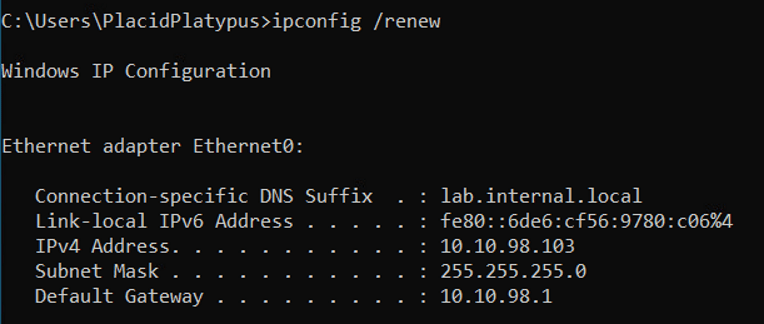 C:\Users\PlacidPlatypus>ipconfig /renew
Windows IP Configuration
Ethernet adapter Ethernet0:
Connection-specific DNS Suffix  . : lab.internal.local
Link-local IPv6 Address . . . . . : fe80::6de6:cf56:9780:c06%4
IPv4 Address. . . . . . . . . . . : 10.10.98.103
Subnet Mask . . . . . . . . . . . : 255.255.255.0
Default Gateway . . . . . . . . . : 10.10.98.1